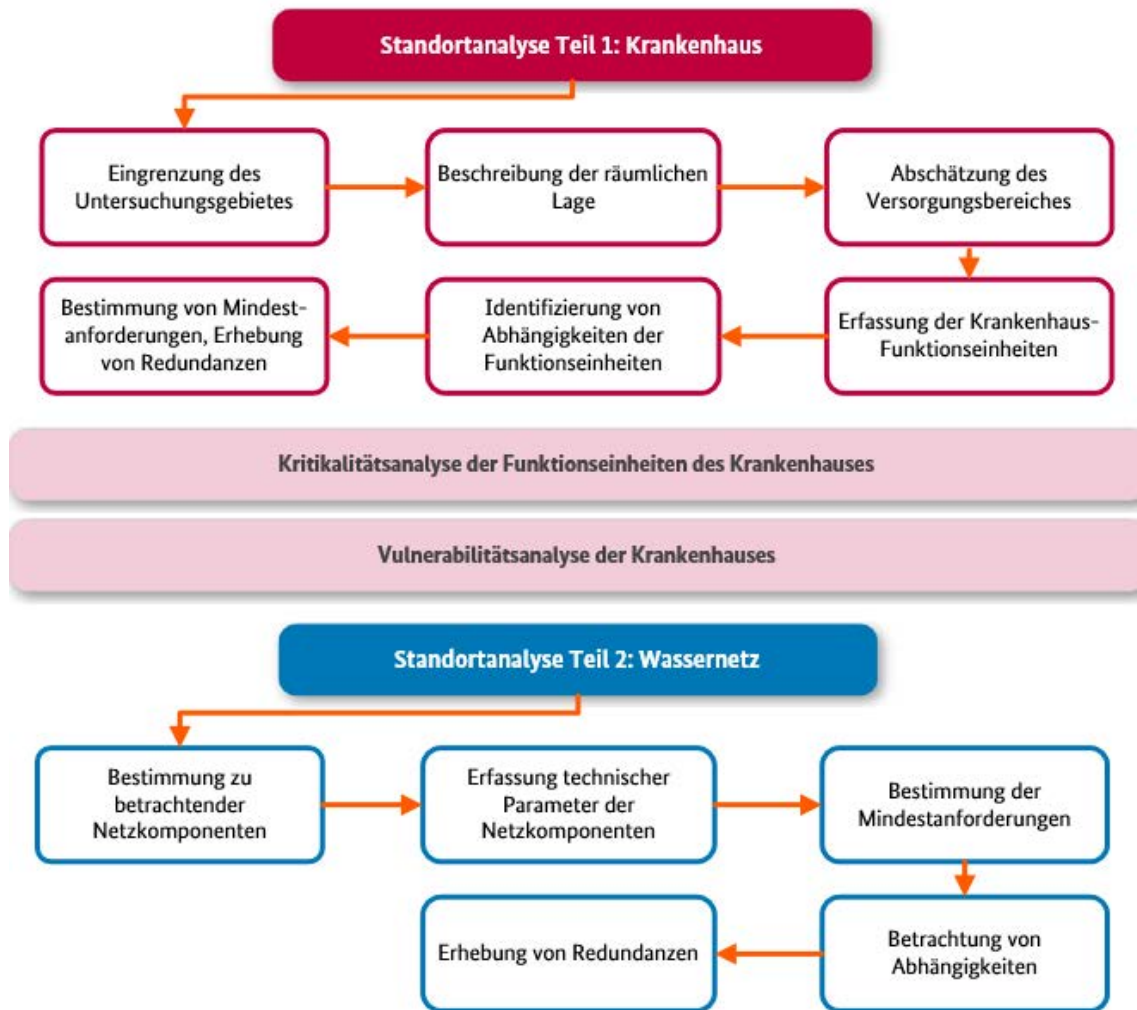 Standortanalyse Teil 1: Krankenhaus
Eingrenzung des
Untersuchungsgebietes
Beschreibung der räumlichen
Lage
Abschätzung des
Versorgungsbereiches
Erfassung der Krankenhaus-
Funktionseinheiten
Identifizierung von
Abhängigkeiten der
Funktionseinheiten
Bestimmung von Mindest-
anforderungen, Erhebung
von Redundanzen
Kritikalitätsanalyse der Funktionseinheiten des Krankenhauses
Vulnerabilitätsanalyse der Krankenhauses
Standortanalyse Teil 2: Wassernetz
Bestimmung zu
betrachtender
Netzkomponenten
Erfassung technischer
Parameter der
Netzkomponenten
Bestimmung der
Mindestanforderungen
Betrachtung von
Abhängigkeiten
Erhebung von Redundanzen